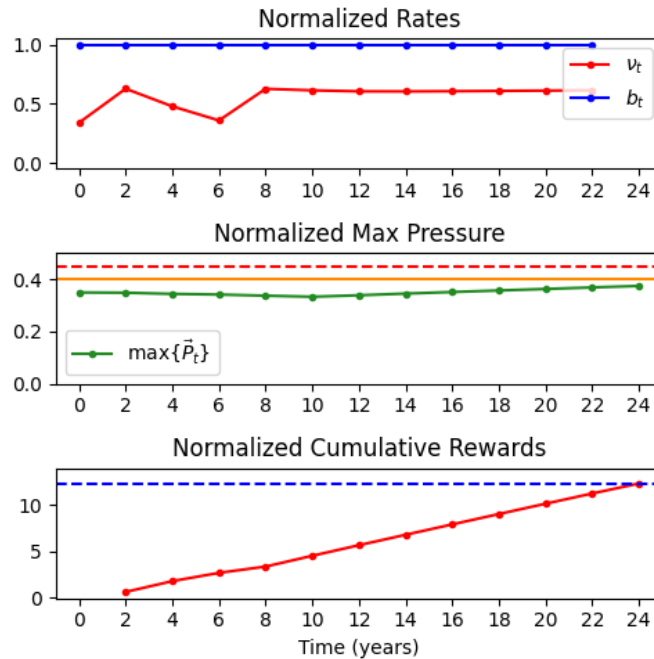 Normalized Rates
1.0
0.5
0.0
ν_t
b_t
0 2 4 6 8 10 12 14 16 18 20 22 24
Normalized Max Pressure
0.4
0.2
0.0
max{P⃗_t}
0 2 4 6 8 10 12 14 16 18 20 22 24
Normalized Cumulative Rewards
10
5
0
0 2 4 6 8 10 12 14 16 18 20 22 24
Time (years)